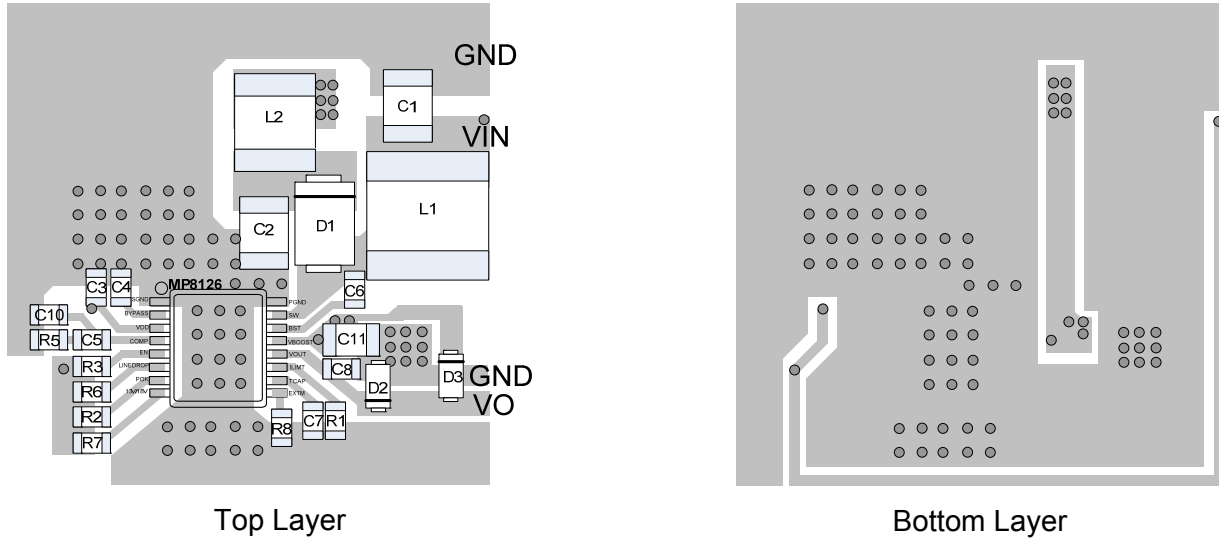 GND
L2
C1
VIN
L1
C2
D1
MP8126
C3
C4
C6
SGND
PGND
BYPASS
SW
C10
VDD
BST
R5
C5
COMP
VBOOST
C11
EN
VOUT
R3
LINEDROP
ILIMT
C8
D3
GND
POK
TCAP
D2
R6
13V/18V
EXTM
VO
R2
R8
C7
R1
R7
Top Layer
Bottom Layer